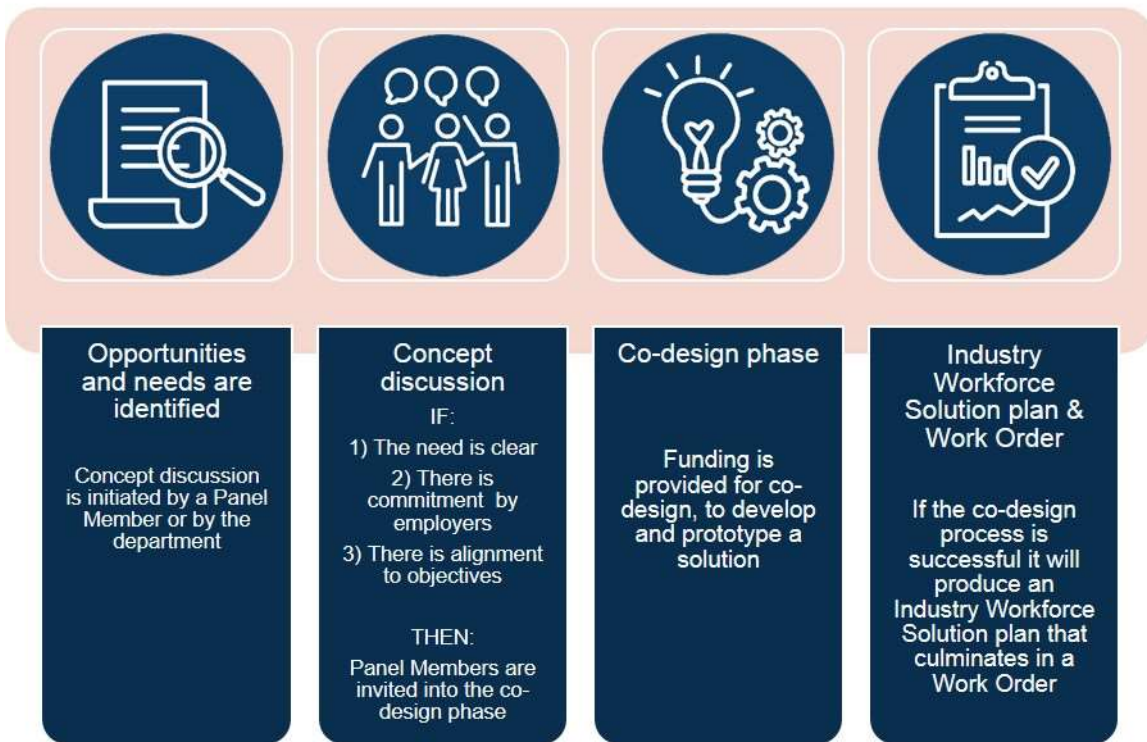 Opportunities
and needs are
identified
Concept discussion
is initiated by a Panel
Member or by the
department
Concept
discussion
IF:
1) The need is clear
2) There is
commitment by
employers
3) There is alignment
to objectives
THEN:
Panel Members are
invited into the co-
design phase
Co-design phase
Funding is
provided for co-
design, to develop
and prototype a
solution
Industry
Workforce
Solution plan &
Work Order
If the co-design
process is
successful it will
produce an
Industry Workforce
Solution plan that
culminates in a
Work Order